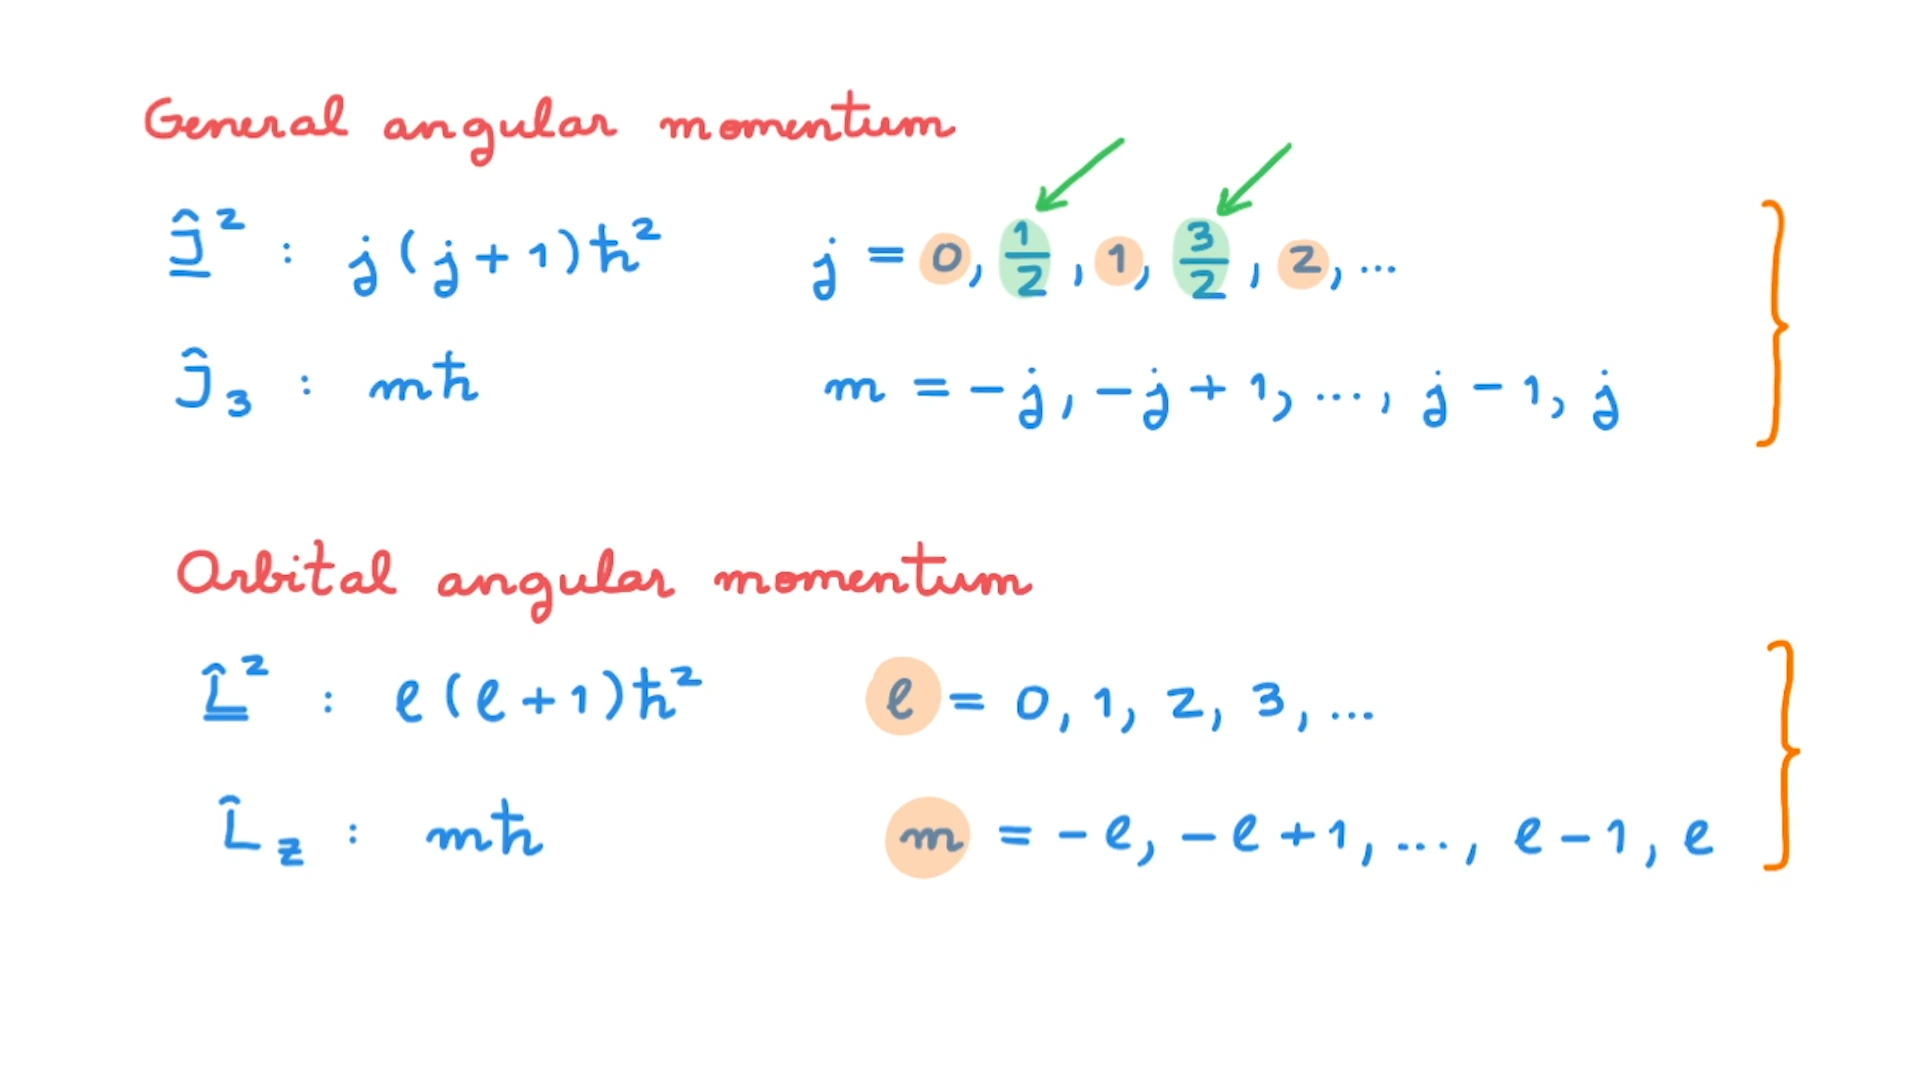 General angular momentum
Ĵ² : j(j+1)ħ² j = 0, 1/2, 1, 3/2, 2, ...
Ĵ₃ : mħ m = -j, -j+1, ..., j-1, j
Orbital angular momentum
L̂² : ℓ(ℓ+1)ħ² ℓ = 0, 1, 2, 3, ...
L̂z : mħ m = -ℓ, -ℓ+1, ..., ℓ-1, ℓ